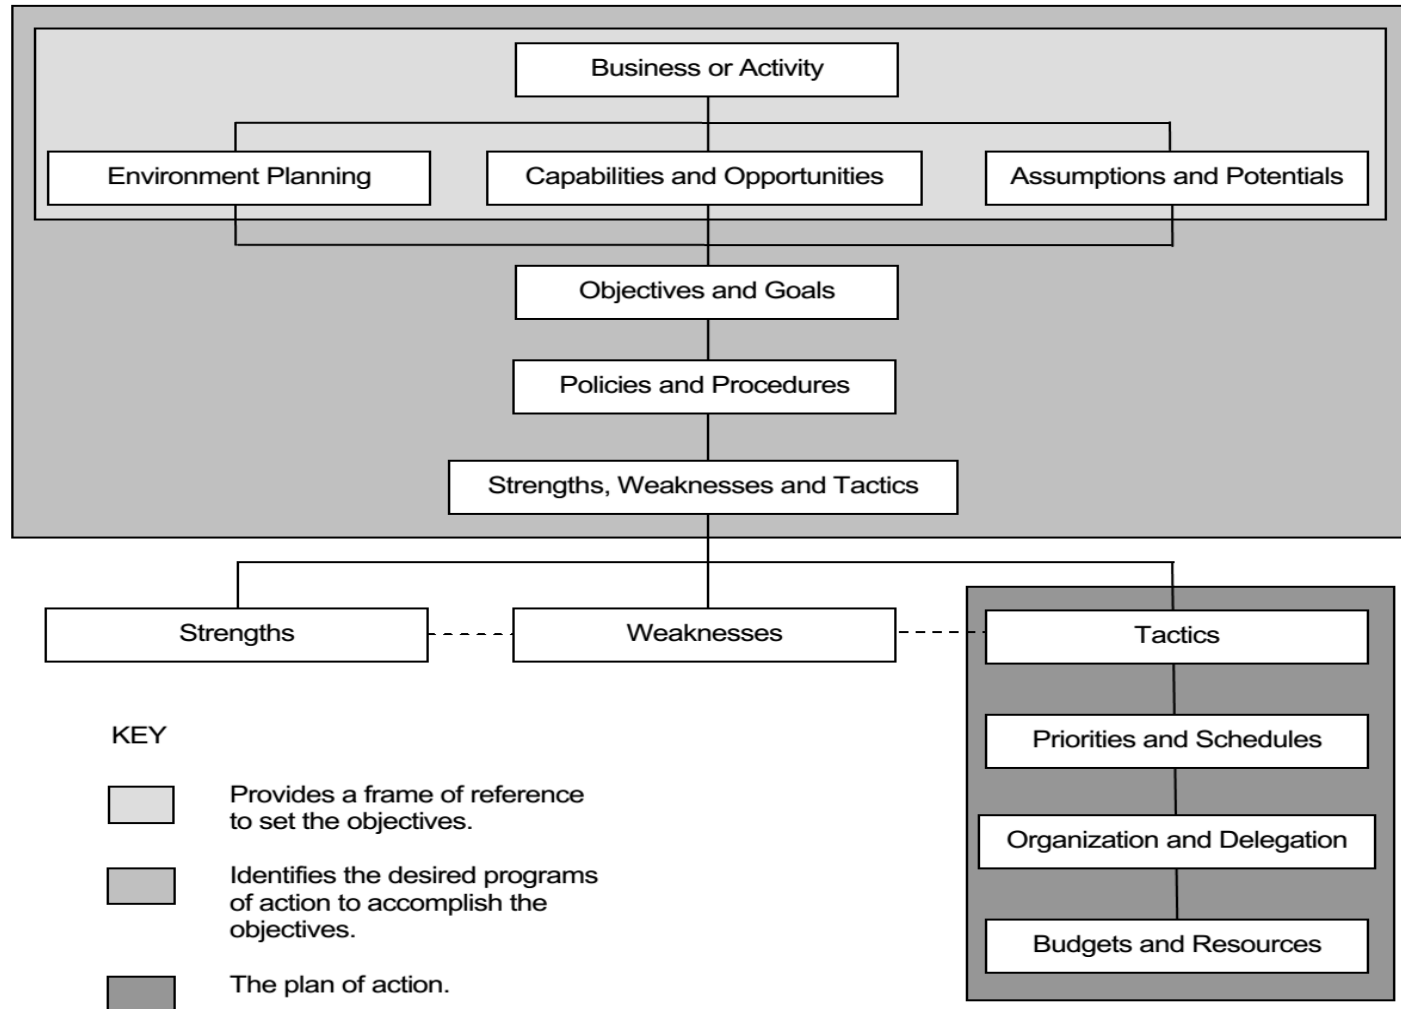 Business or Activity
Environment Planning
Capabilities and Opportunities
Assumptions and Potentials
Objectives and Goals
Policies and Procedures
Strengths, Weaknesses and Tactics
Strengths
Weaknesses
Tactics
Priorities and Schedules
Organization and Delegation
Budgets and Resources
KEY
Provides a frame of reference
to set the objectives.
Identifies the desired programs
of action to accomplish the
objectives.
The plan of action.